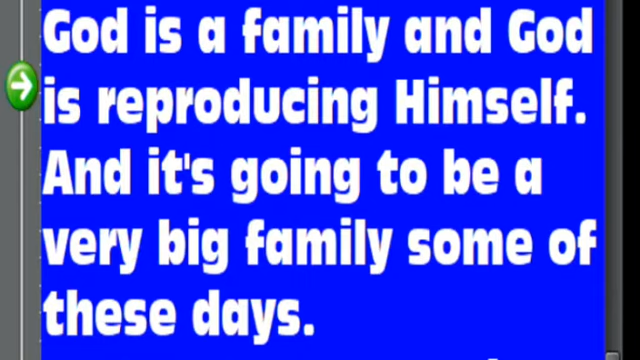 God is a family and God
is reproducing Himself.
And it's going to be a
very big family some of
these days.